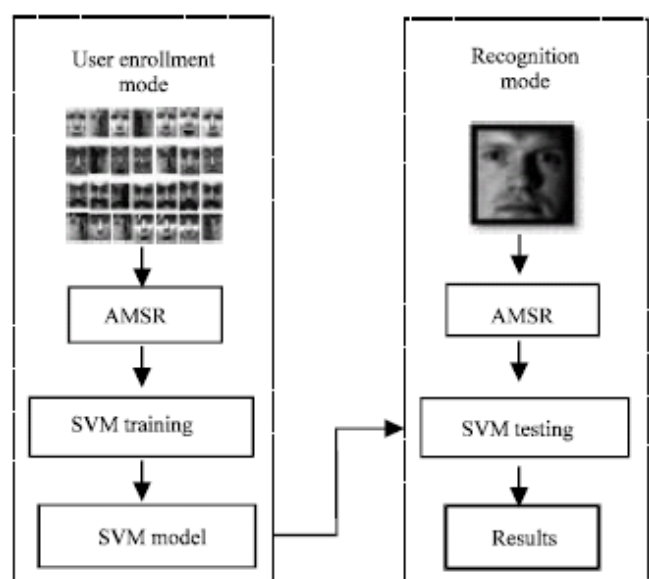 User enrollment
mode
AMSR
SVM training
SVM model
Recognition
mode
AMSR
SVM testing
Results